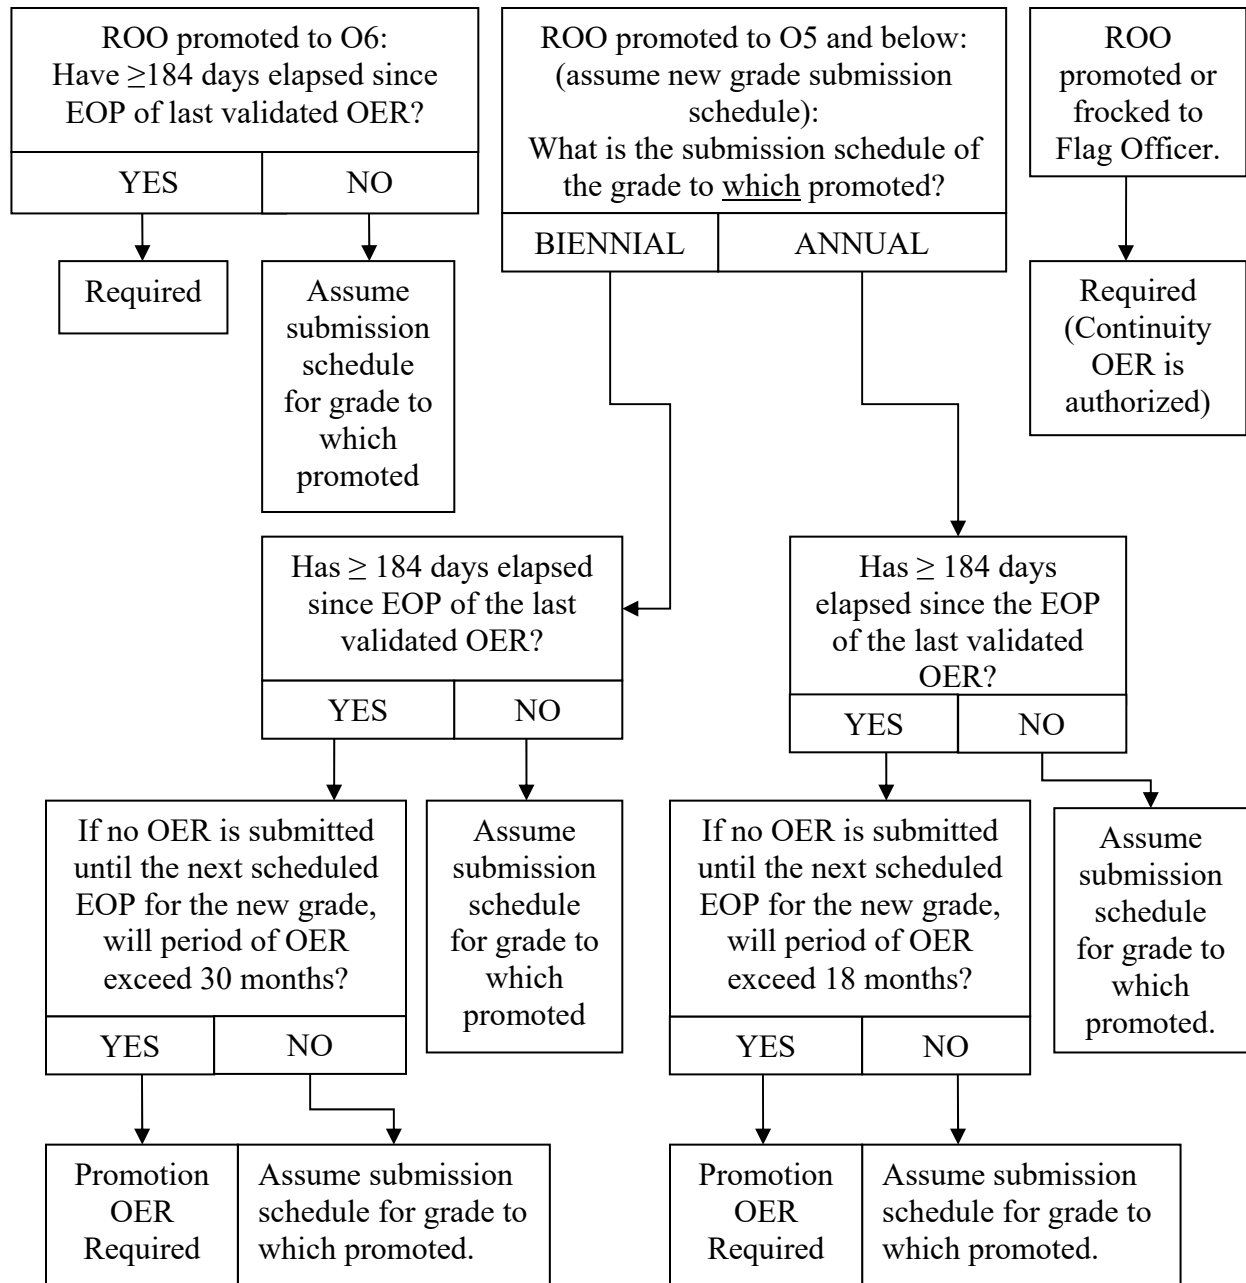 ROO promoted to O6:
Have ≥184 days elapsed since
EOP of last validated OER?
YES
NO
Required
Assume
submission
schedule
for grade to
which
promoted
ROO promoted to O5 and below:
(assume new grade submission
schedule):
What is the submission schedule of
the grade to which promoted?
BIENNIAL
ANNUAL
ROO
promoted or
frocked to
Flag Officer.
Required
(Continuity
OER is
authorized)
Has ≥ 184 days elapsed
since EOP of the last
validated OER?
YES
NO
Has ≥ 184 days
elapsed since the EOP
of the last validated
OER?
YES
NO
If no OER is submitted
until the next scheduled
EOP for the new grade,
will period of OER
exceed 30 months?
YES
NO
Assume
submission
schedule
for grade to
which
promoted
If no OER is submitted
until the next scheduled
EOP for the new grade,
will period of OER
exceed 18 months?
YES
NO
Assume
submission
schedule
for grade to
which
promoted.
Promotion
OER
Required
Assume submission
schedule for grade to
which promoted.
Promotion
OER
Required
Assume submission
schedule for grade to
which promoted.